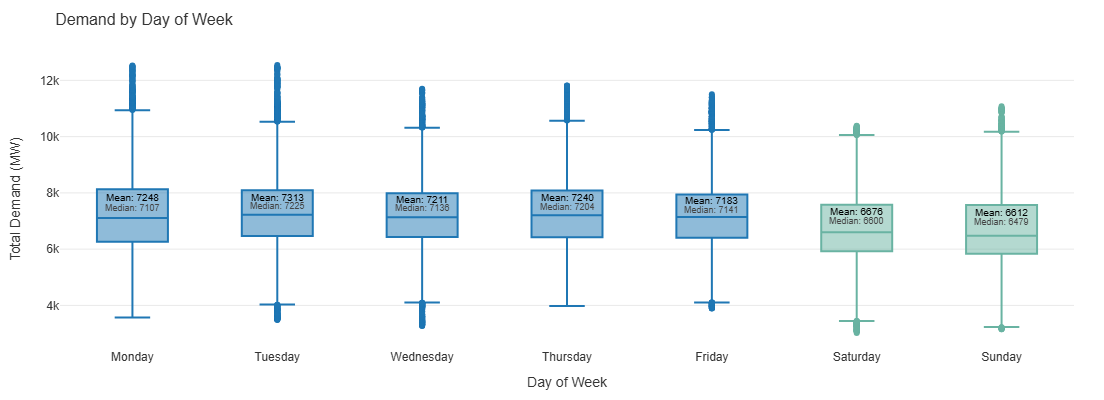 Demand by Day of Week
Total Demand (MW)
12k
10k
8k
6k
4k
Mean: 7248
Median: 7107
Mean: 7313
Median: 7225
Mean: 7211
Median: 7136
Mean: 7240
Median: 7204
Mean: 7183
Median: 7141
Mean: 6676
Median: 6600
Mean: 6612
Median: 6479
Monday
Tuesday
Wednesday
Thursday
Friday
Saturday
Sunday
Day of Week